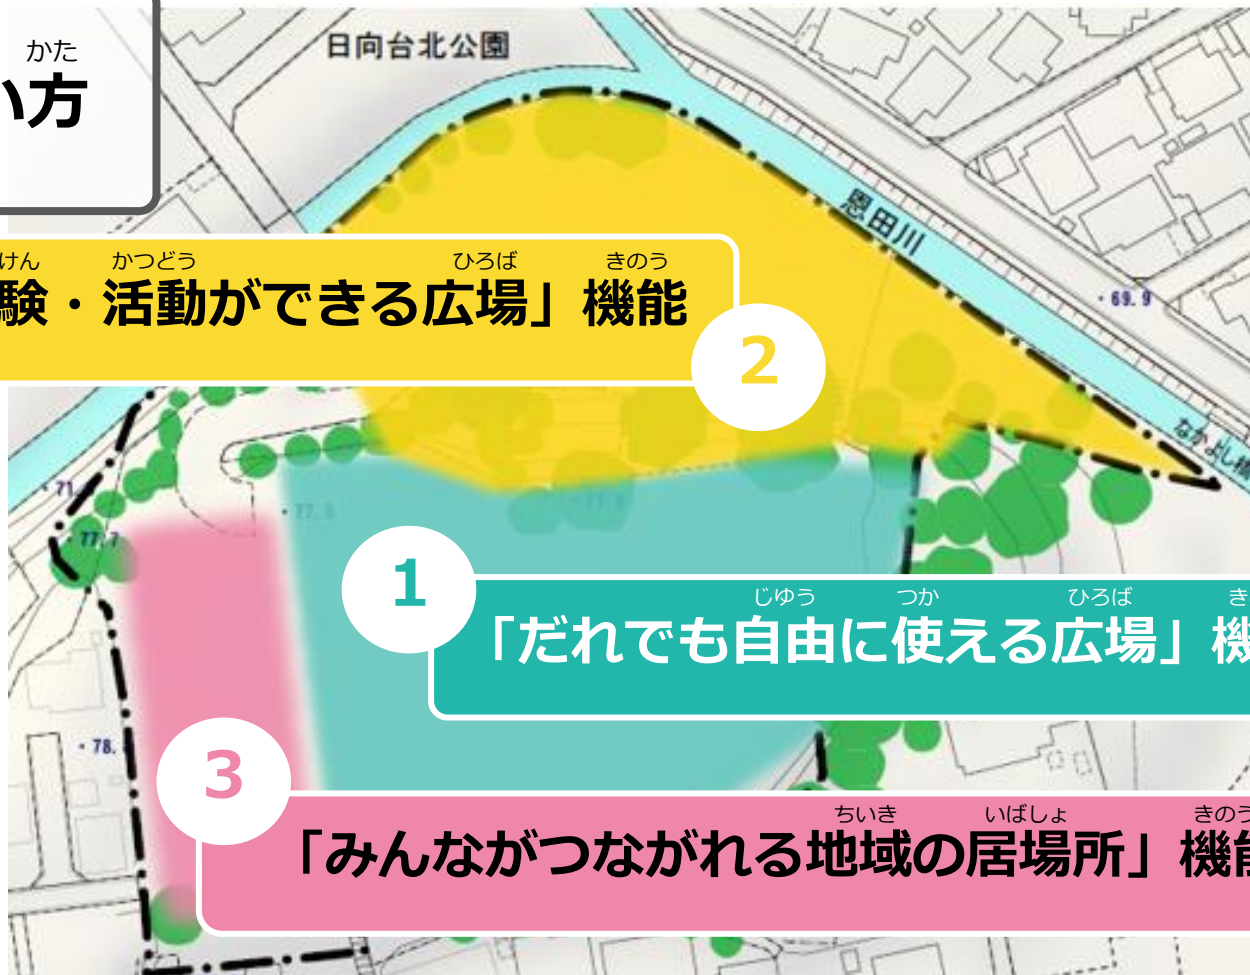 日向台北公園
かた
い方
恩田川
けん かつどう ひろば きのう
験・活動ができる広場」機能
・69.9
2
なかよし
・71.
・77.5
・77.7
1
じゆう つか ひろば き
「だれでも自由に使える広場」機
・78.
3
ちいき いばしょ きのう
「みんながつながれる地域の居場所」機能